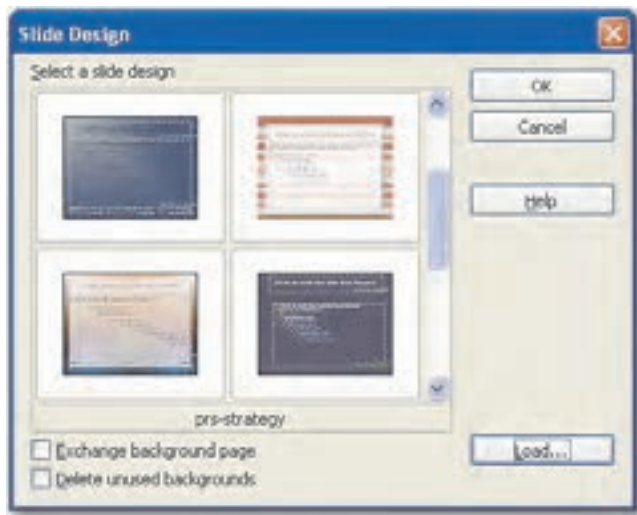 Slide Design
Select a slide design
OK
Cancel
Help
prs-strategy
Exchange background page
Delete unused backgrounds
Load...